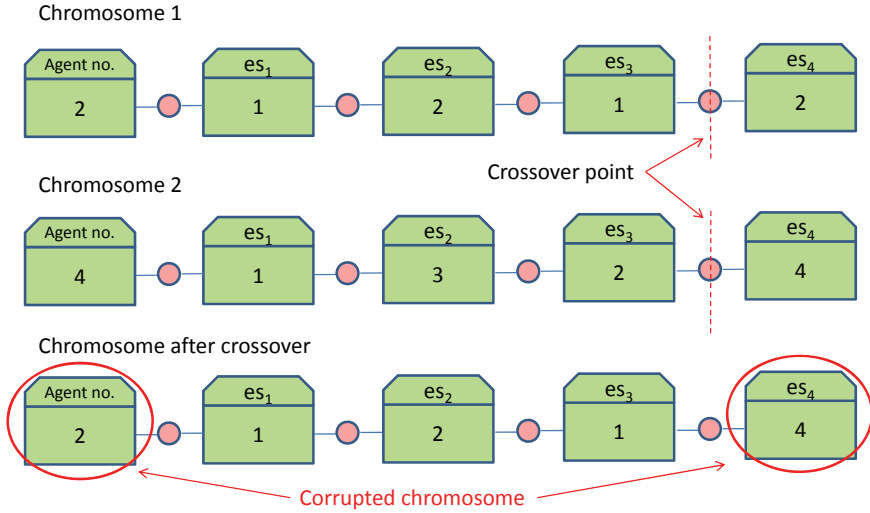 Chromosome 1
Agent no. es₁ es₂ es₃ es₄
2 1 2 1 2
Crossover point
Chromosome 2
Agent no. es₁ es₂ es₃ es₄
4 1 3 2 4
Chromosome after crossover
Agent no. es₁ es₂ es₃ es₄
2 1 2 1 4
Corrupted chromosome